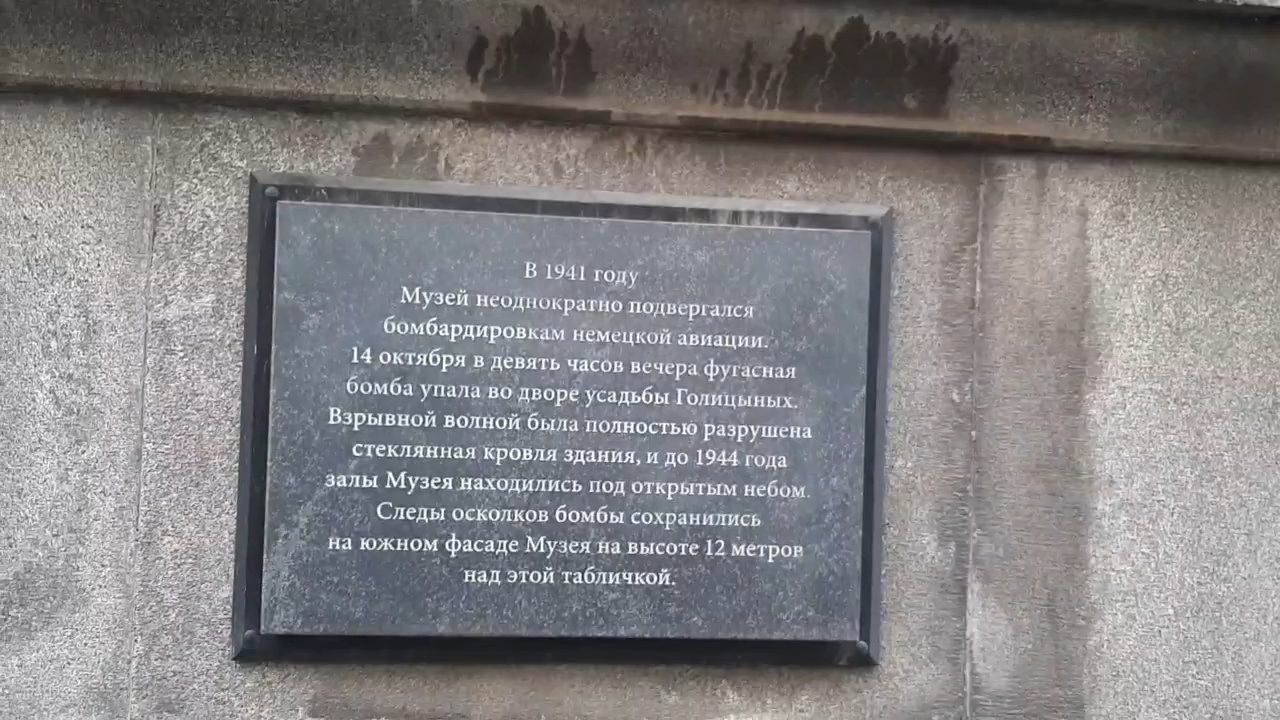 В 1941 году
Музей неоднократно подвергался
бомбардировкам немецкой авиации.
14 октября в девять часов вечера фугасная
бомба упала во дворе усадьбы Голицыных.
Взрывной волной была полностью разрушена
стеклянная кровля здания, и до 1944 года
залы Музея находились под открытым небом.
Следы осколков бомбы сохранились
на южном фасаде Музея на высоте 12 метров
над этой табличкой.